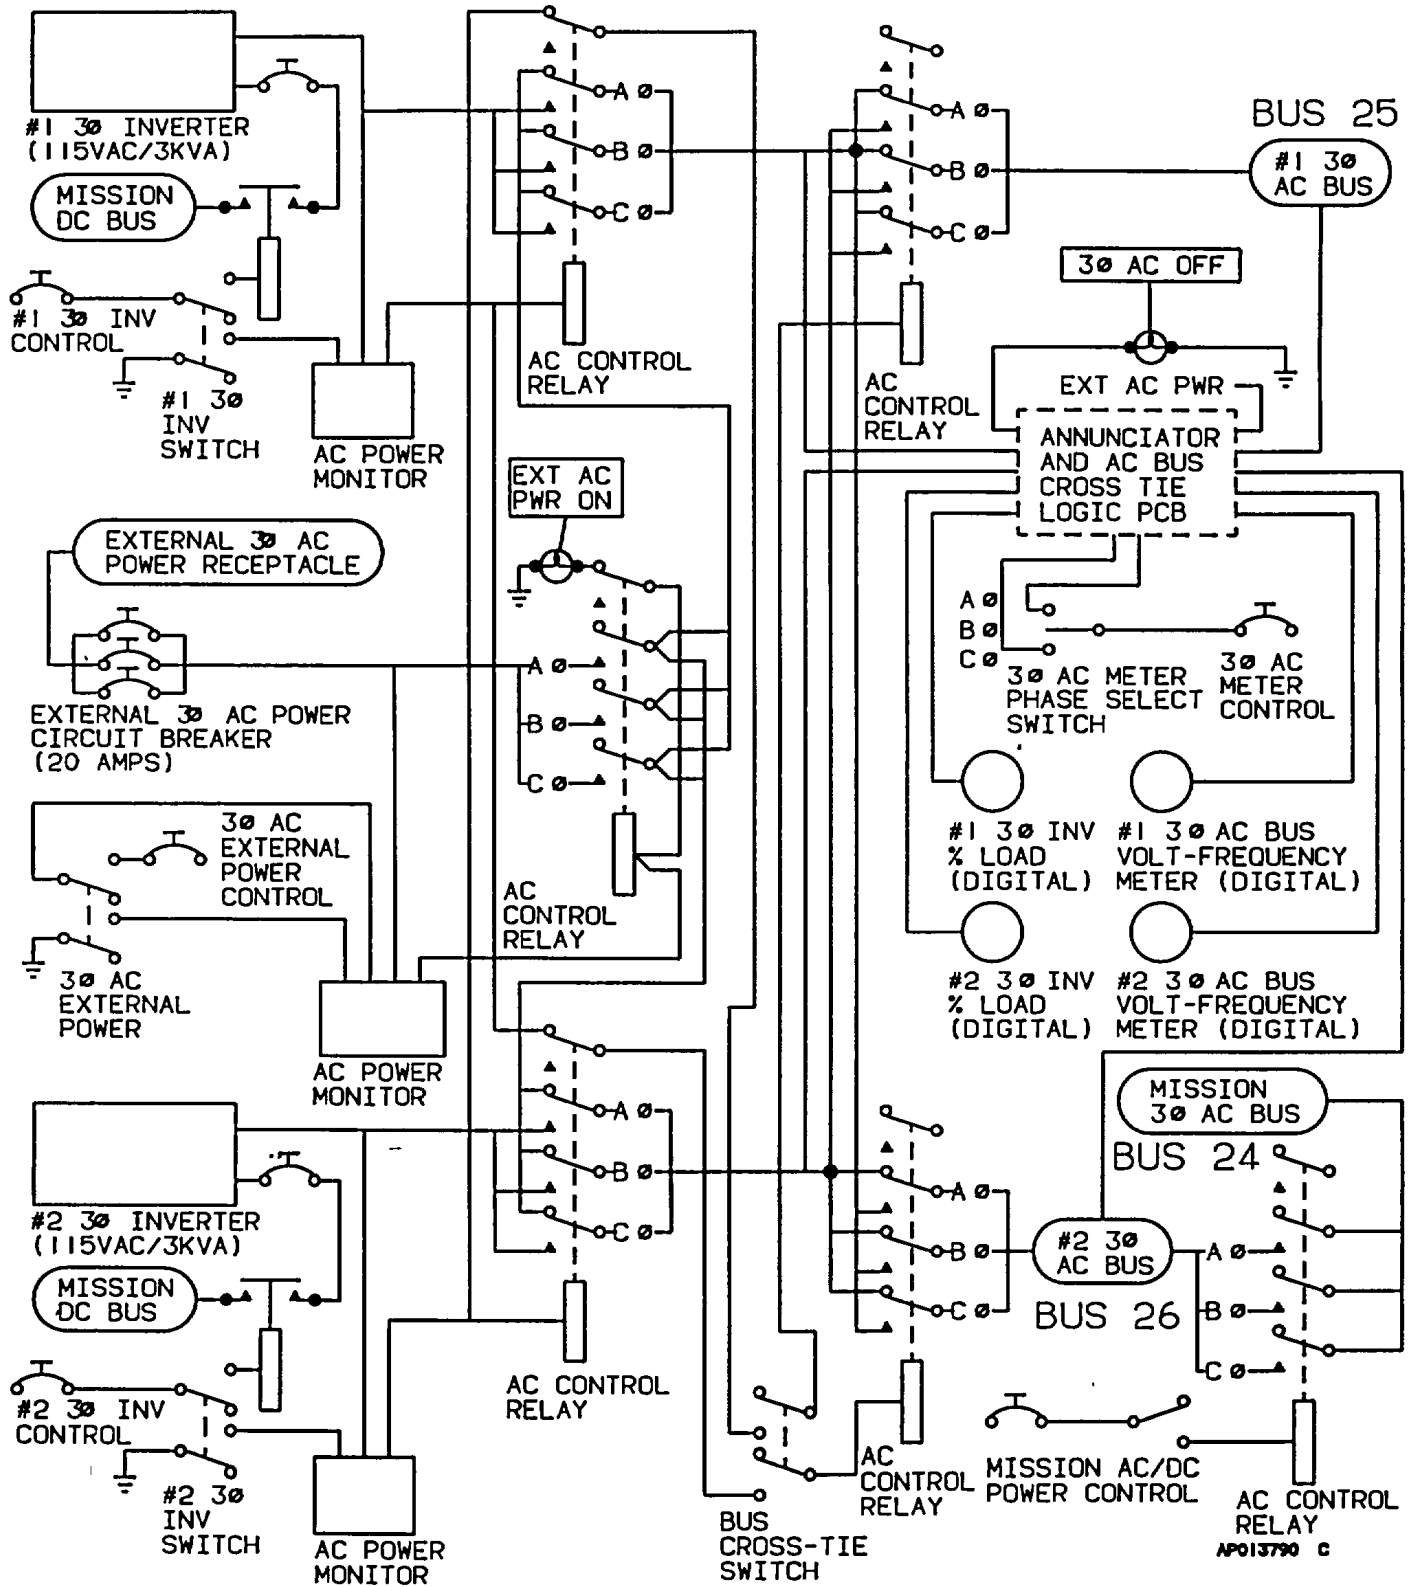 #1 3Ø INVERTER
(115VAC/3KVA)
MISSION
DC BUS
#1 3Ø INV
CONTROL
#1 3Ø
INV
SWITCH
AC POWER
MONITOR
A Ø
B Ø
C Ø
AC CONTROL
RELAY
A Ø
B Ø
C Ø
AC
CONTROL
RELAY
BUS 25
#1 3Ø
AC BUS
3Ø AC OFF
EXT AC PWR
ANNUNCIATOR
AND AC BUS
CROSS TIE
LOGIC PCB
EXT AC
PWR ON
EXTERNAL 3Ø AC
POWER RECEPTACLE
EXTERNAL 3Ø AC POWER
CIRCUIT BREAKER
(20 AMPS)
A Ø
B Ø
C Ø
AC
CONTROL
RELAY
A Ø
B Ø
C Ø
3Ø AC METER
PHASE SELECT
SWITCH
3Ø AC
METER
CONTROL
#1 3Ø INV
% LOAD
(DIGITAL)
#1 3Ø AC BUS
VOLT-FREQUENCY
METER (DIGITAL)
#2 3Ø INV
% LOAD
(DIGITAL)
#2 3Ø AC BUS
VOLT-FREQUENCY
METER (DIGITAL)
3Ø AC
EXTERNAL
POWER
CONTROL
3Ø AC
EXTERNAL
POWER
AC POWER
MONITOR
#2 3Ø INVERTER
(115VAC/3KVA)
MISSION
DC BUS
#2 3Ø INV
CONTROL
#2 3Ø
INV
SWITCH
AC POWER
MONITOR
A Ø
B Ø
C Ø
AC CONTROL
RELAY
BUS
CROSS-TIE
SWITCH
A Ø
B Ø
C Ø
AC
CONTROL
RELAY
MISSION
3Ø AC BUS
BUS 24
#2 3Ø
AC BUS
BUS 26
A Ø
B Ø
C Ø
MISSION AC/DC
POWER CONTROL
AC CONTROL
RELAY
AP013790 C